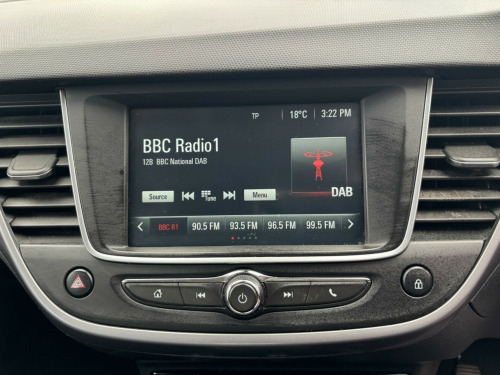 TP 18°C 3:22 PM
BBC Radio1
12B BBC National DAB
Source Tune Menu
DAB
BBC R1 90.5 FM 93.5 FM 96.5 FM 99.5 FM